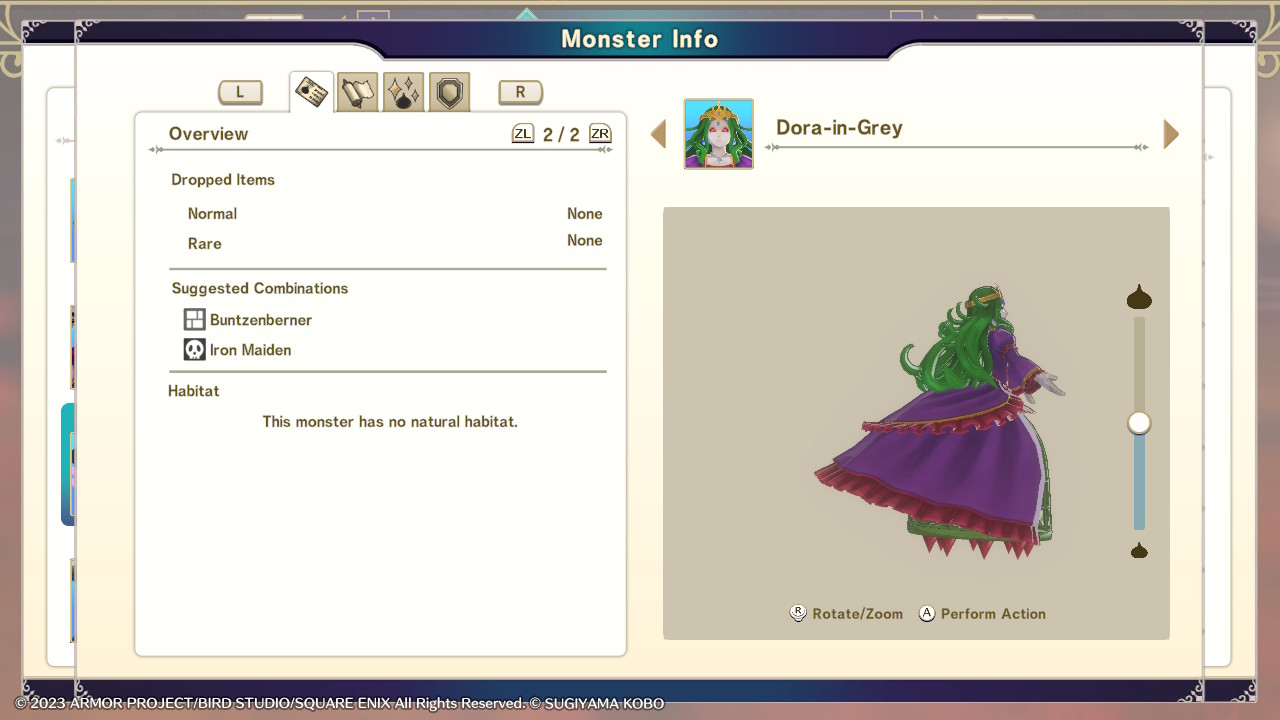 Monster Info
L
R
Overview
ZL 2 / 2 ZR
Dropped Items
Normal None
Rare None
Suggested Combinations
Buntzenberner
Iron Maiden
Habitat
This monster has no natural habitat.
Dora-in-Grey
R Rotate/Zoom A Perform Action
© 2023 ARMOR PROJECT/BIRD STUDIO/SQUARE ENIX All Rights Reserved. © SUGIYAMA KOBO